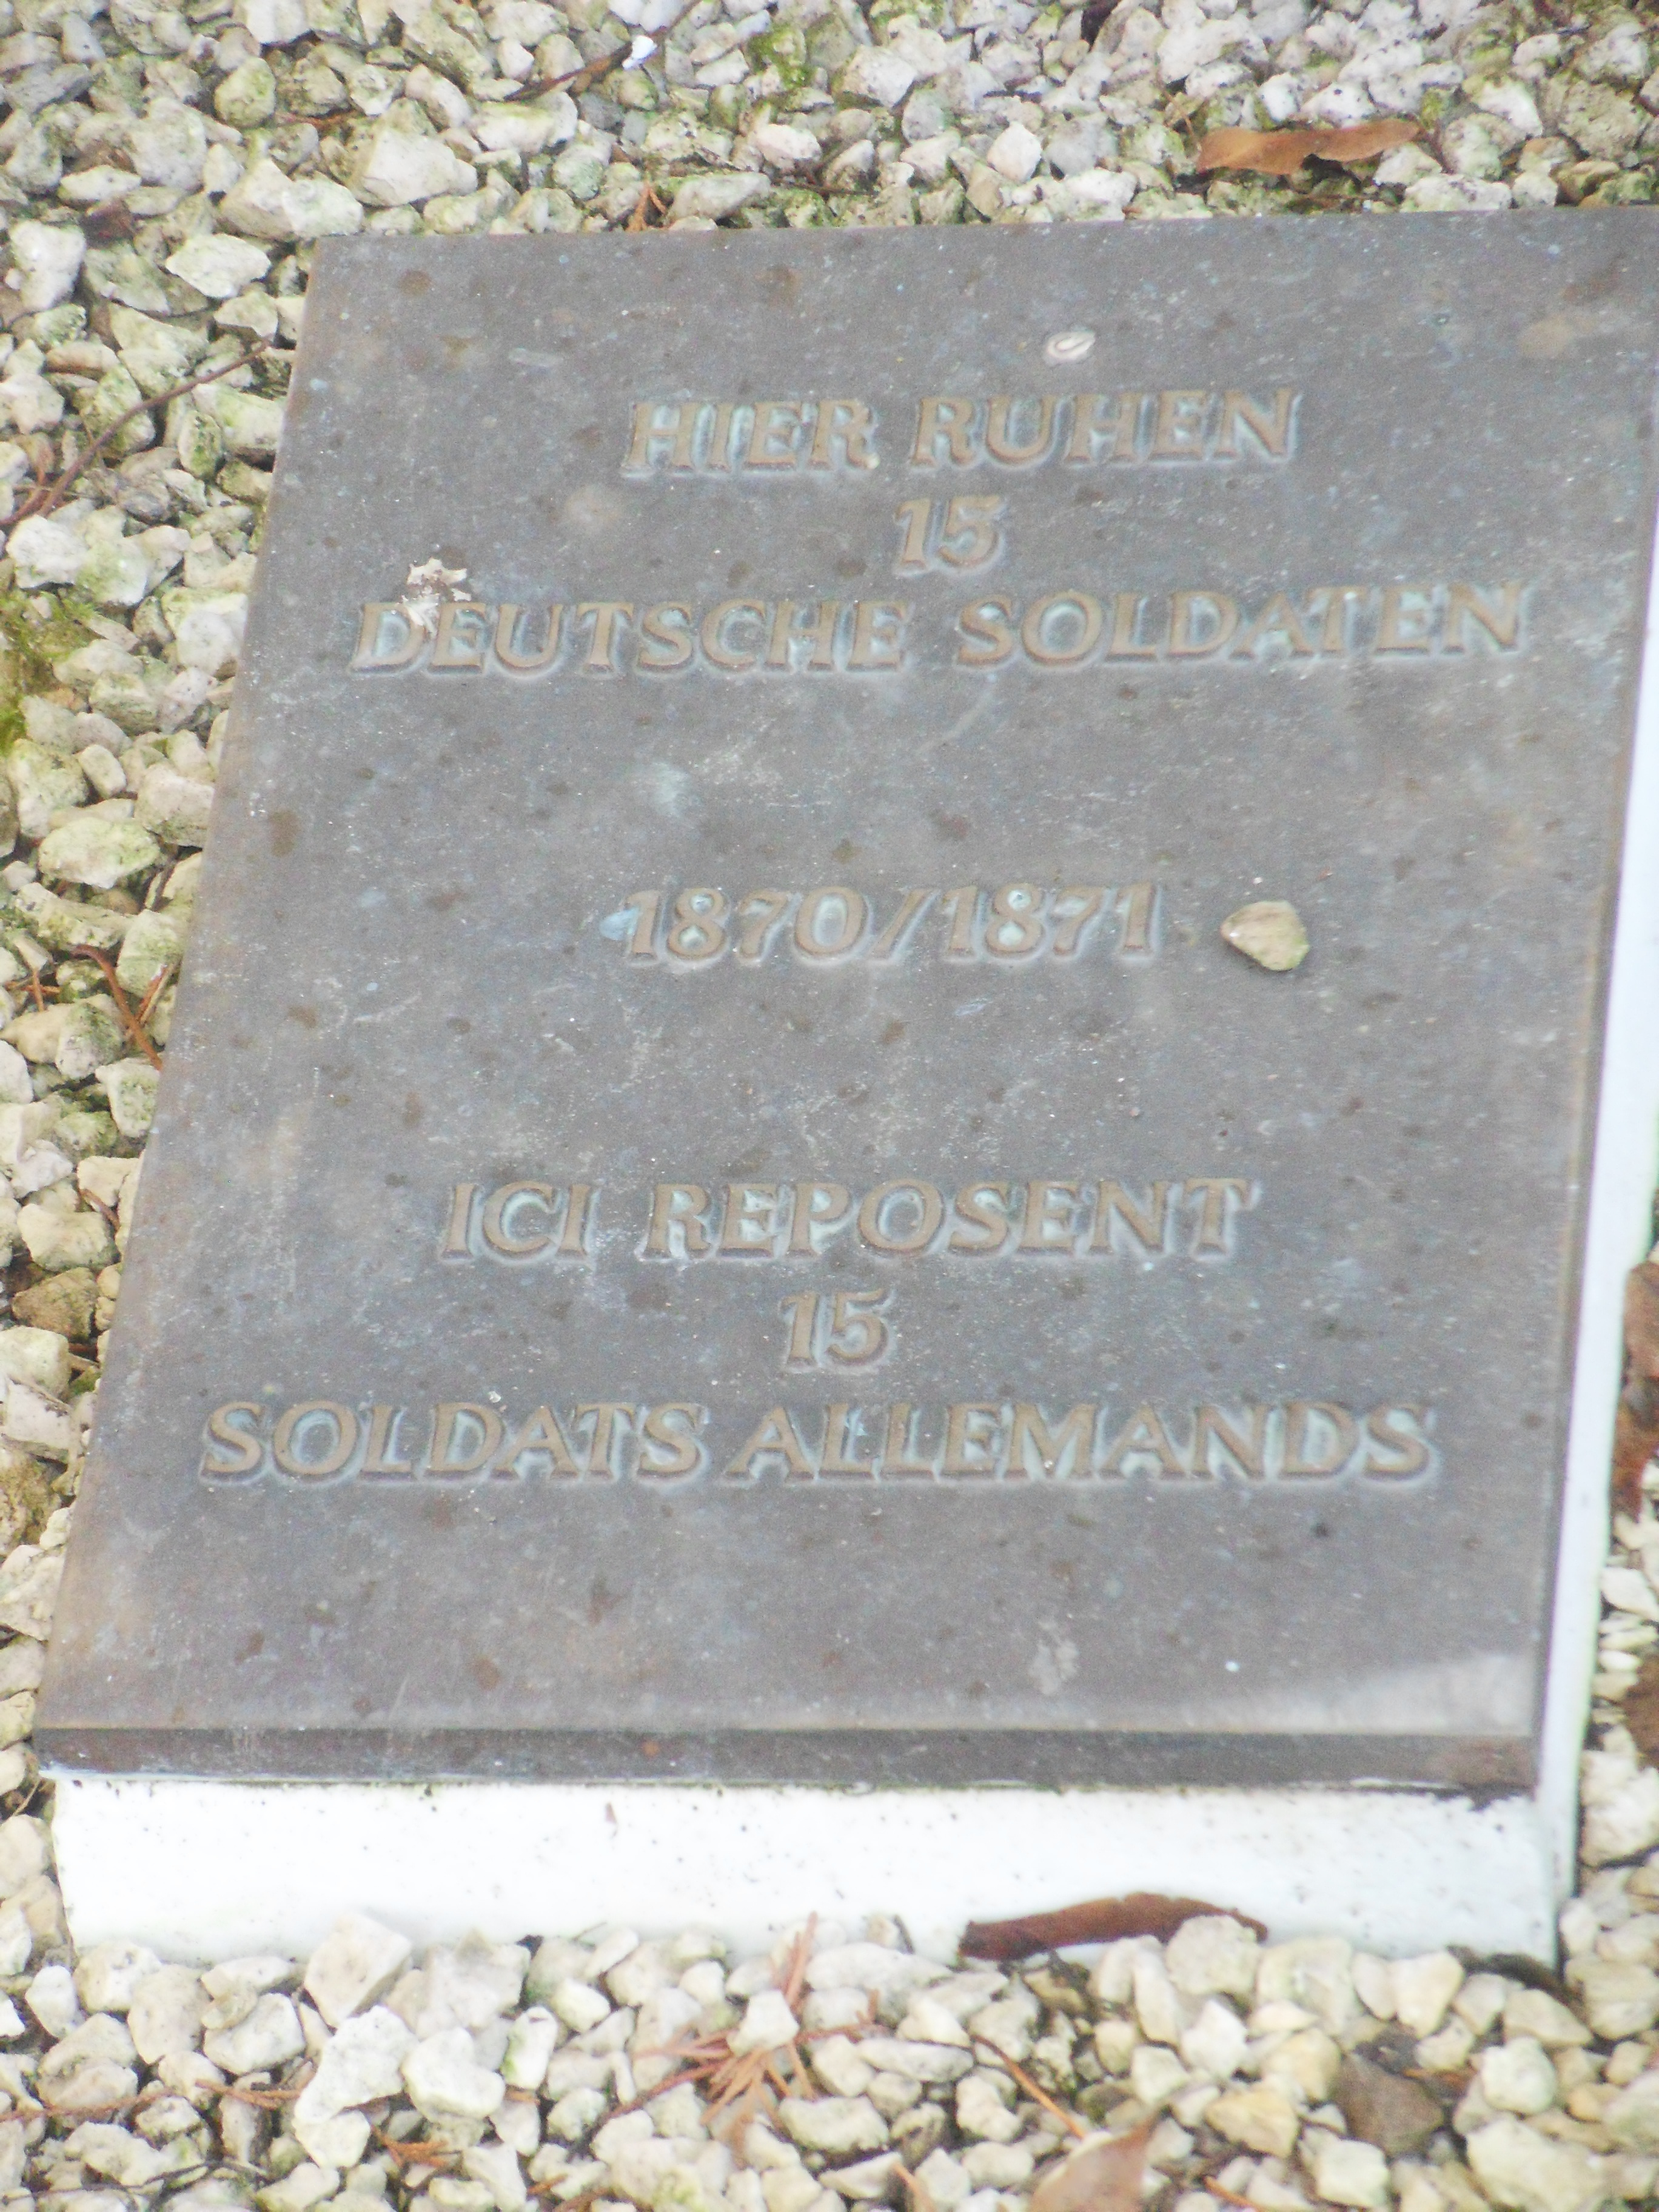 HIER RUHEN
15
DEUTSCHE SOLDATEN
1870/1871
ICI REPOSENT
15
SOLDATS ALLEMANDS